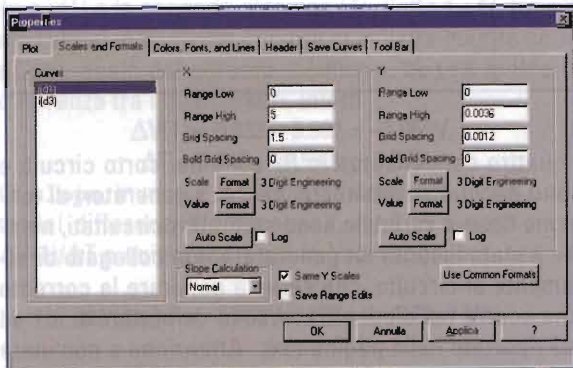 Properties
Plot
Scales and Formats
Colors, Fonts, and Lines
Header
Save Curves
Tool Bar
Curves
i(d1)
i(d3)
X
Range Low 0
Range High 5
Grid Spacing 1.5
Bold Grid Spacing 0
Scale Format 3 Digit Engineering
Value Format 3 Digit Engineering
Auto Scale Log
Y
Range Low 0
Range High 0.0036
Grid Spacing 0.0012
Bold Grid Spacing 0
Scale Format 3 Digit Engineering
Value Format 3 Digit Engineering
Auto Scale Log
Slope Calculation
Normal
Same Y Scales
Save Range Edits
Use Common Formats
OK
Annulla
Applica
?